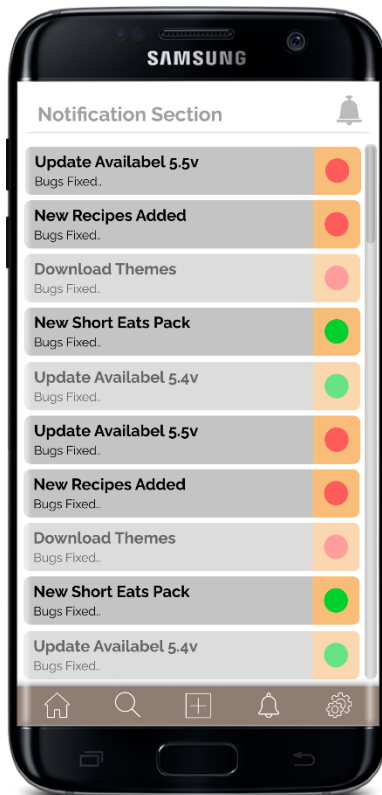 SAMSUNG
Notification Section
Update Availabel 5.5v
Bugs Fixed..
New Recipes Added
Bugs Fixed..
Download Themes
Bugs Fixed..
New Short Eats Pack
Bugs Fixed..
Update Availabel 5.4v
Bugs Fixed..
Update Availabel 5.5v
Bugs Fixed..
New Recipes Added
Bugs Fixed..
Download Themes
Bugs Fixed..
New Short Eats Pack
Bugs Fixed..
Update Availabel 5.4v
Bugs Fixed..